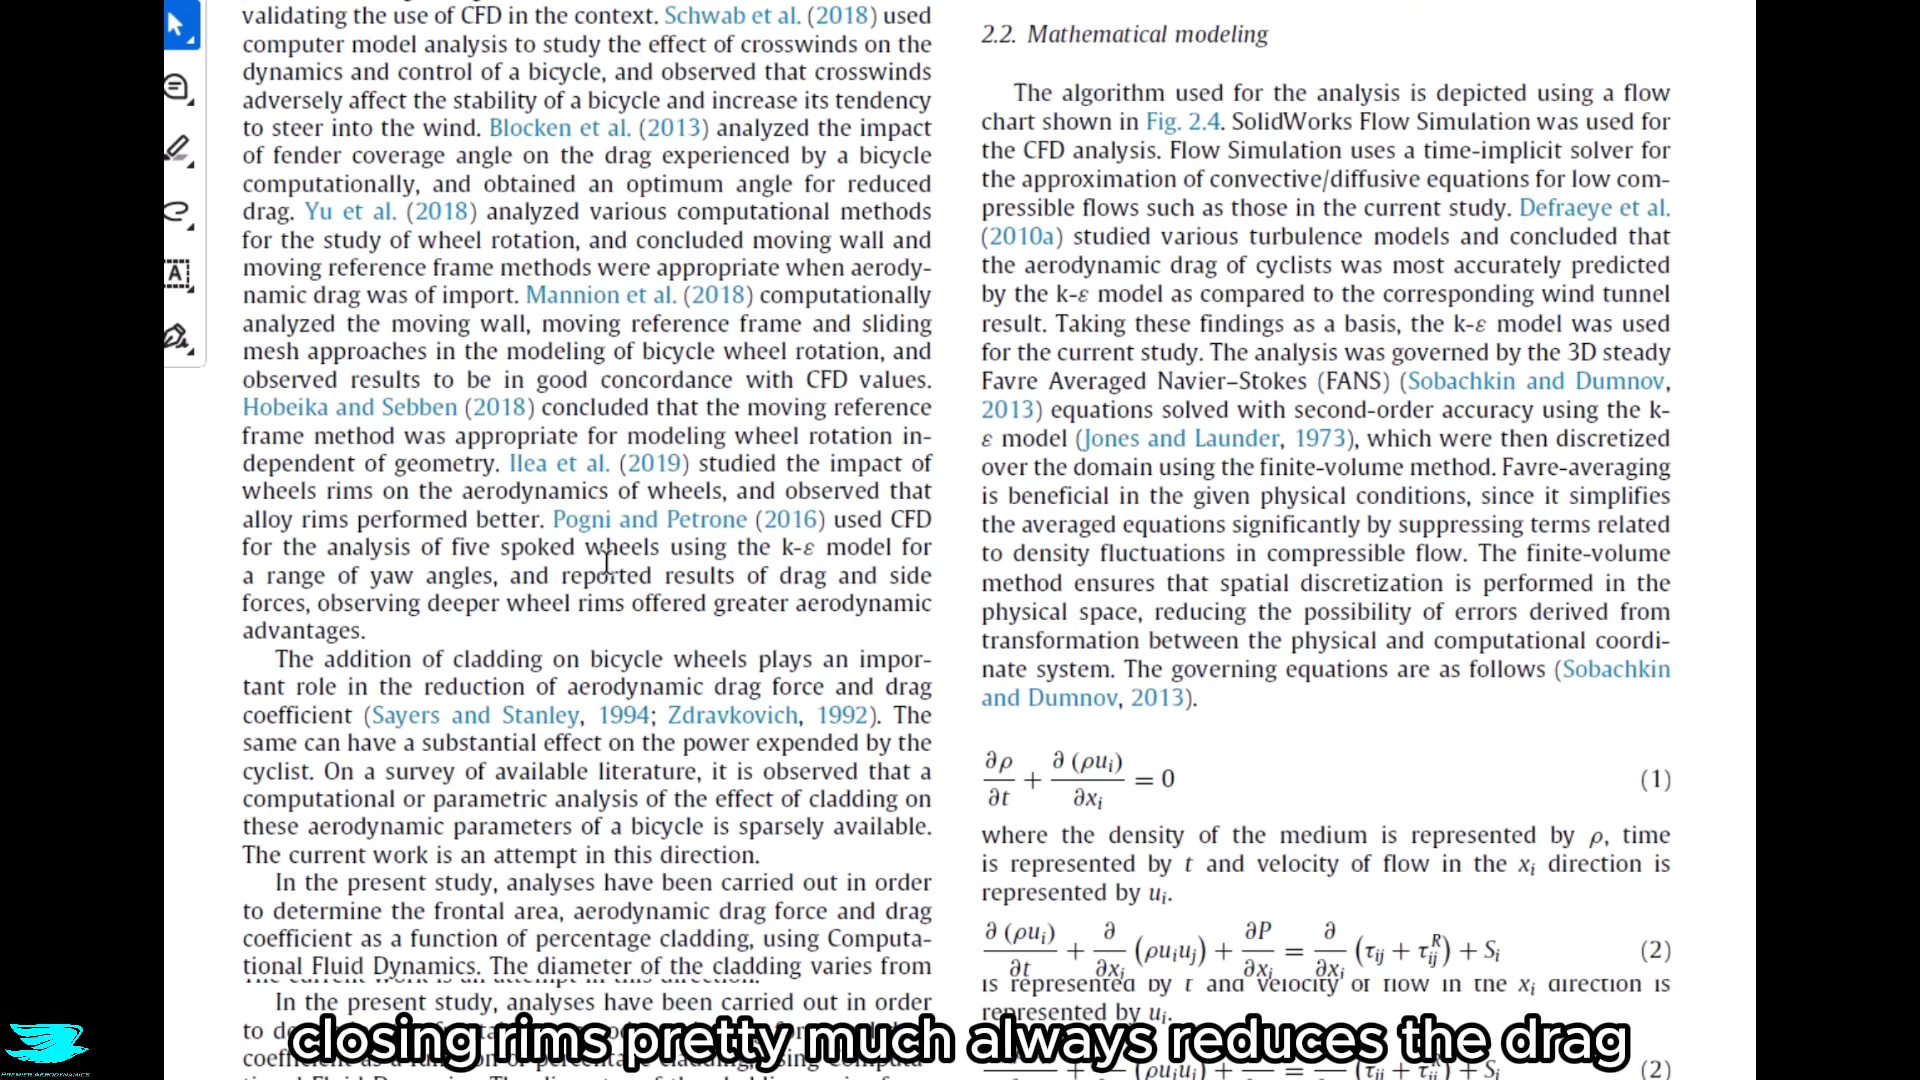 validating the use of CFD in the context. Schwab et al. (2018) used
computer model analysis to study the effect of crosswinds on the
dynamics and control of a bicycle, and observed that crosswinds
adversely affect the stability of a bicycle and increase its tendency
to steer into the wind. Blocken et al. (2013) analyzed the impact
of fender coverage angle on the drag experienced by a bicycle
computationally, and obtained an optimum angle for reduced
drag. Yu et al. (2018) analyzed various computational methods
for the study of wheel rotation, and concluded moving wall and
moving reference frame methods were appropriate when aerody-
namic drag was of import. Mannion et al. (2018) computationally
analyzed the moving wall, moving reference frame and sliding
mesh approaches in the modeling of bicycle wheel rotation, and
observed results to be in good concordance with CFD values.
Hobeika and Sebben (2018) concluded that the moving reference
frame method was appropriate for modeling wheel rotation in-
dependent of geometry. Ilea et al. (2019) studied the impact of
wheels rims on the aerodynamics of wheels, and observed that
alloy rims performed better. Pogni and Petrone (2016) used CFD
for the analysis of five spoked wheels using the k-ε model for
a range of yaw angles, and reported results of drag and side
forces, observing deeper wheel rims offered greater aerodynamic
advantages.
The addition of cladding on bicycle wheels plays an impor-
tant role in the reduction of aerodynamic drag force and drag
coefficient (Sayers and Stanley, 1994; Zdravkovich, 1992). The
same can have a substantial effect on the power expended by the
cyclist. On a survey of available literature, it is observed that a
computational or parametric analysis of the effect of cladding on
these aerodynamic parameters of a bicycle is sparsely available.
The current work is an attempt in this direction.
In the present study, analyses have been carried out in order
to determine the frontal area, aerodynamic drag force and drag
coefficient as a function of percentage cladding, using Computa-
tional Fluid Dynamics. The diameter of the cladding varies from
In the present study, analyses have been carried out in order
2.2. Mathematical modeling
The algorithm used for the analysis is depicted using a flow
chart shown in Fig. 2.4. SolidWorks Flow Simulation was used for
the CFD analysis. Flow Simulation uses a time-implicit solver for
the approximation of convective/diffusive equations for low com-
pressible flows such as those in the current study. Defraeye et al.
(2010a) studied various turbulence models and concluded that
the aerodynamic drag of cyclists was most accurately predicted
by the k-ε model as compared to the corresponding wind tunnel
result. Taking these findings as a basis, the k-ε model was used
for the current study. The analysis was governed by the 3D steady
Favre Averaged Navier–Stokes (FANS) (Sobachkin and Dumnov,
2013) equations solved with second-order accuracy using the k-
ε model (Jones and Launder, 1973), which were then discretized
over the domain using the finite-volume method. Favre-averaging
is beneficial in the given physical conditions, since it simplifies
the averaged equations significantly by suppressing terms related
to density fluctuations in compressible flow. The finite-volume
method ensures that spatial discretization is performed in the
physical space, reducing the possibility of errors derived from
transformation between the physical and computational coordi-
nate system. The governing equations are as follows (Sobachkin
and Dumnov, 2013).
∂ρ/∂t + ∂(ρu_i)/∂x_i = 0 (1)
where the density of the medium is represented by ρ, time
is represented by t and velocity of flow in the x_i direction is
represented by u_i.
∂(ρu_i)/∂t + ∂/∂x_j (ρu_iu_j) + ∂P/∂x_i = ∂/∂x_j (τ_ij + τ_ij^R) + S_i (2)
is represented by t and velocity of flow in the x_i direction is
represented by u_i.
closing rims pretty much always reduces the drag
PREMIER AERODYNAMICS